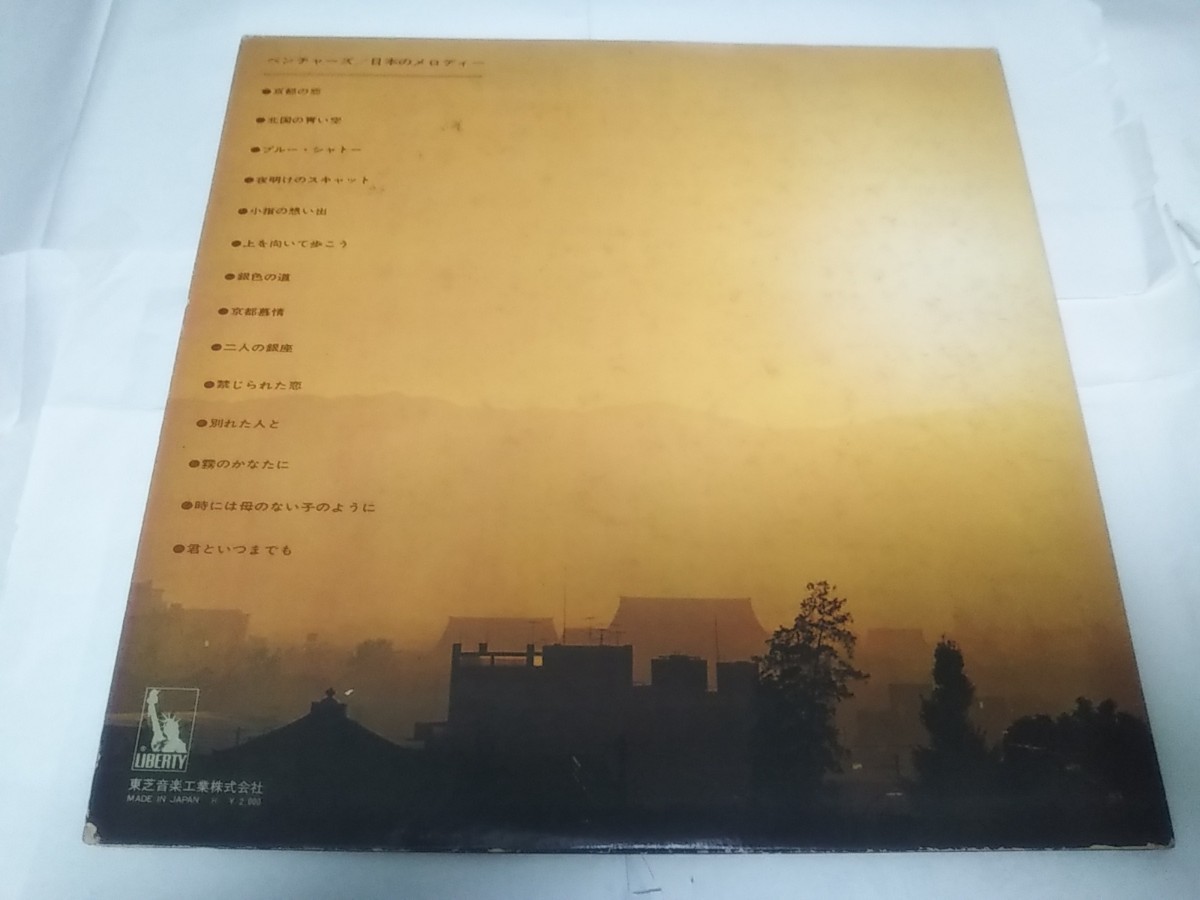 ベンチャーズ/日本のメロディー
●京都の恋
●北国の青い空
●ブルー・シャトー
●夜明けのスキャット
●小指の想い出
●上を向いて歩こう
●銀色の道
●京都慕情
●二人の銀座
●禁じられた恋
●別れた人と
●霧のかなたに
●時には母のない子のように
●君といつまでも
® LIBERTY
東芝音楽工業株式会社
MADE IN JAPAN ¥2,000